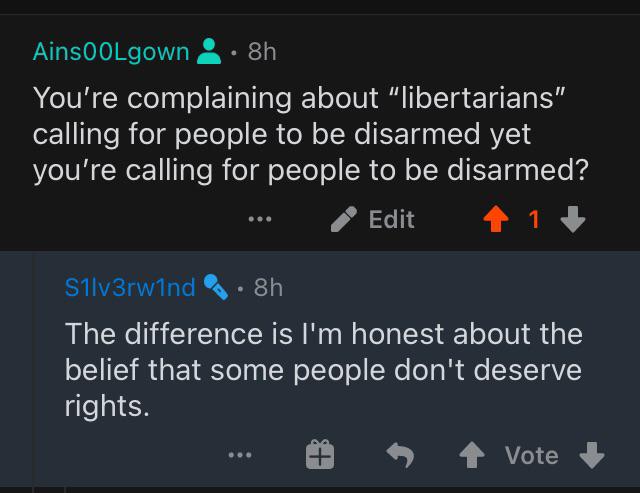 Ains00Lgown • 8h
You’re complaining about “libertarians”
calling for people to be disarmed yet
you’re calling for people to be disarmed?
... Edit 1
S1lv3rw1nd • 8h
The difference is I'm honest about the
belief that some people don't deserve
rights.
... Vote